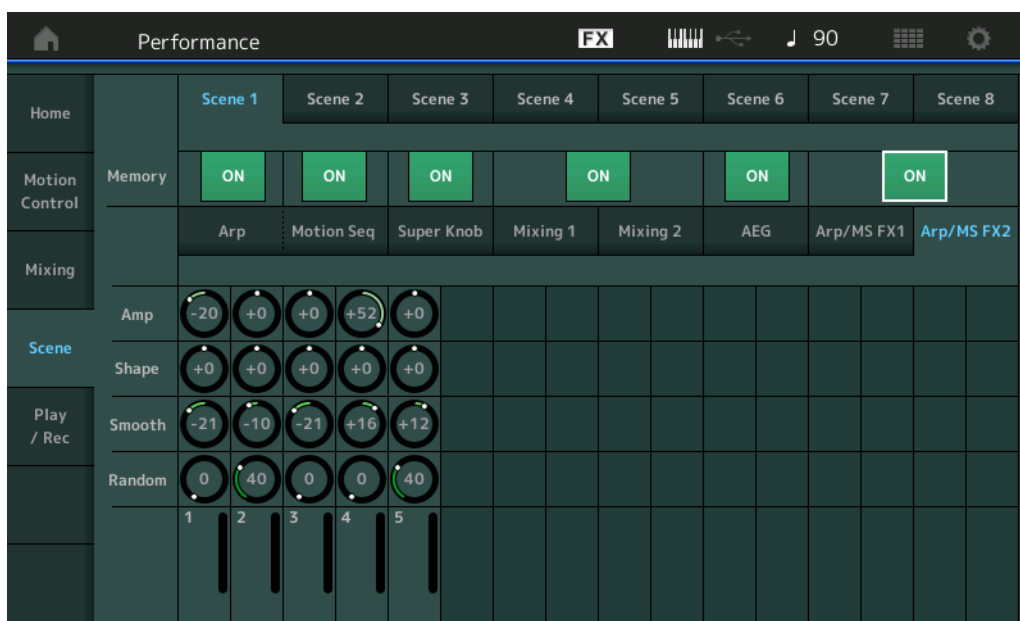 Performance FX 90
Home
Scene 1 Scene 2 Scene 3 Scene 4 Scene 5 Scene 6 Scene 7 Scene 8
Motion
Control
Memory ON ON ON ON ON ON
Arp Motion Seq Super Knob Mixing 1 Mixing 2 AEG Arp/MS FX1 Arp/MS FX2
Mixing
Amp -20 +0 +0 +52 +0
Scene
Shape +0 +0 +0 +0 +0
Play
/ Rec
Smooth -21 -10 -21 +16 +12
Random 0 40 0 0 40
1 2 3 4 5